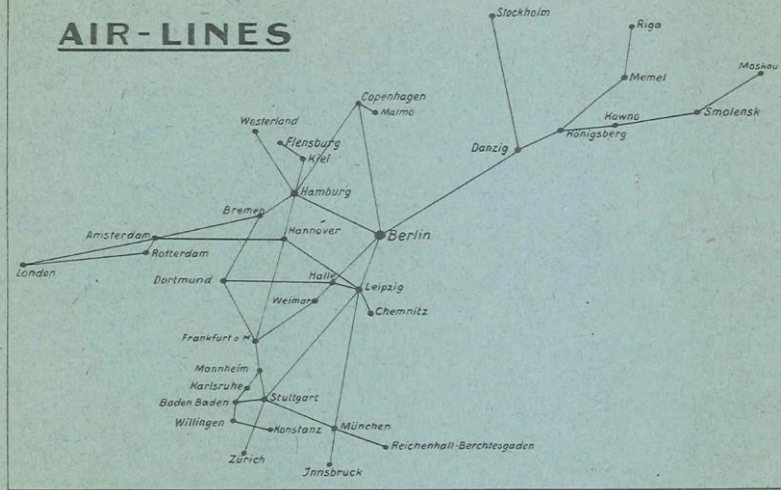 AIR-LINES
Stockholm
Riga
Moskau
Memel
Copenhagen
Malmo
Kowno
Smolensk
Westerland
Königsberg
Flensburg
Danzig
Kiel
Hamburg
Bremen
Amsterdam
Hannover
Berlin
Rotterdam
London
Dortmund
Halle
Leipzig
Weimar
Chemnitz
Frankfurt a M
Mannheim
Karlsruhe
Baden Baden
Stuttgart
Willingen
Konstanz
München
Reichenhall-Berchtesgaden
Zürich
Jnnsbruck